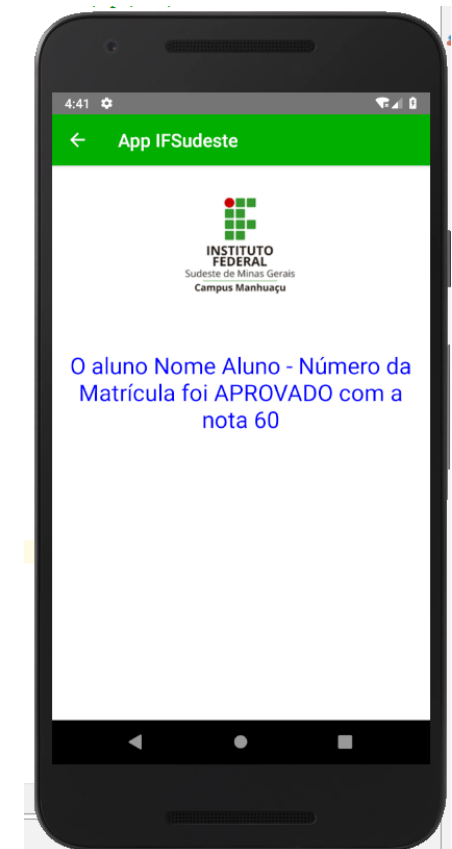 4:41
App IFSudeste
INSTITUTO
FEDERAL
Sudeste de Minas Gerais
Campus Manhuaçu
O aluno Nome Aluno - Número da
Matrícula foi APROVADO com a
nota 60